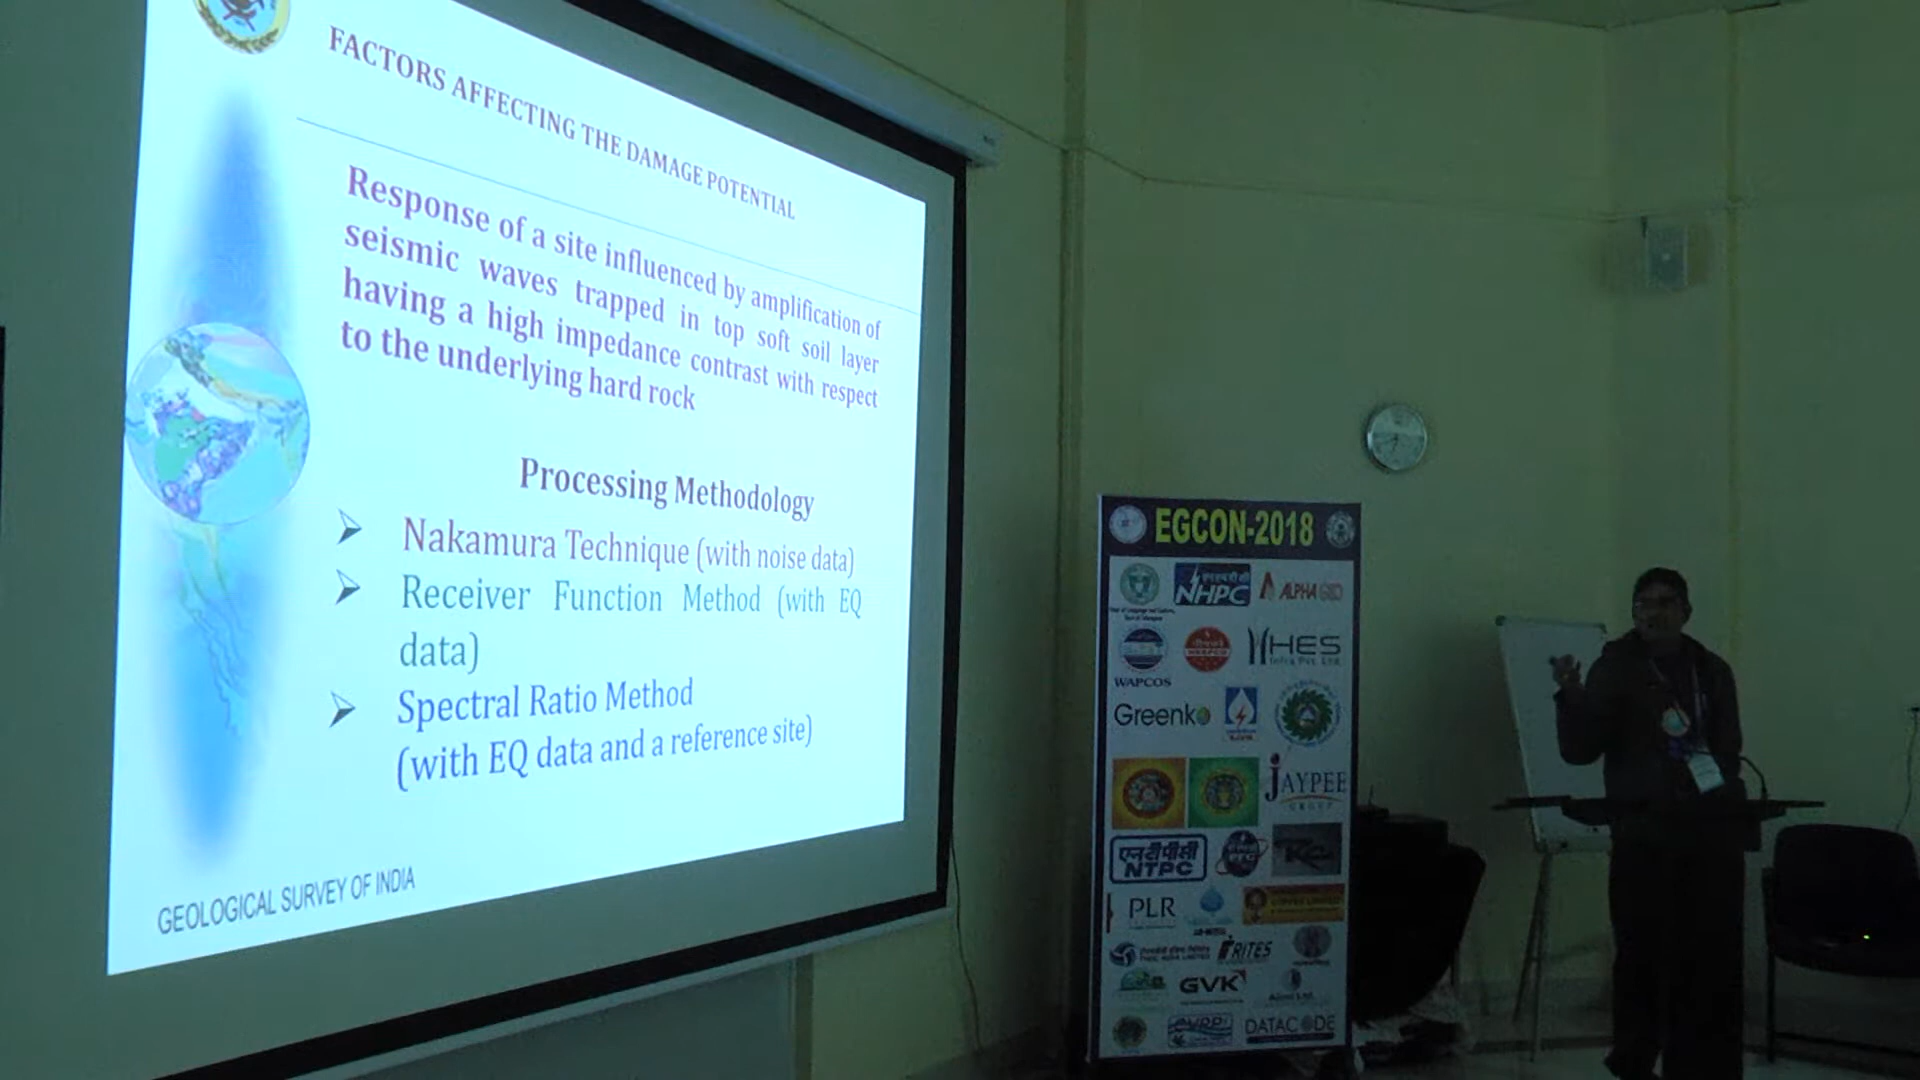 FACTORS AFFECTING THE DAMAGE POTENTIAL
Response of a site influenced by amplification of
seismic waves trapped in top soft soil layer
having a high impedance contrast with respect
to the underlying hard rock
Processing Methodology
Nakamura Technique (with noise data)
Receiver Function Method (with EQ
data)
Spectral Ratio Method
(with EQ data and a reference site)
GEOLOGICAL SURVEY OF INDIA
EGCON-2018
NHPC
ALPHA GEO
HES
Infra Pvt. Ltd.
WAPCOS
Greenko
JAYPEE
GROUP
एनटीपीसी
NTPC
PLR
RITES
GVK
DATACODE